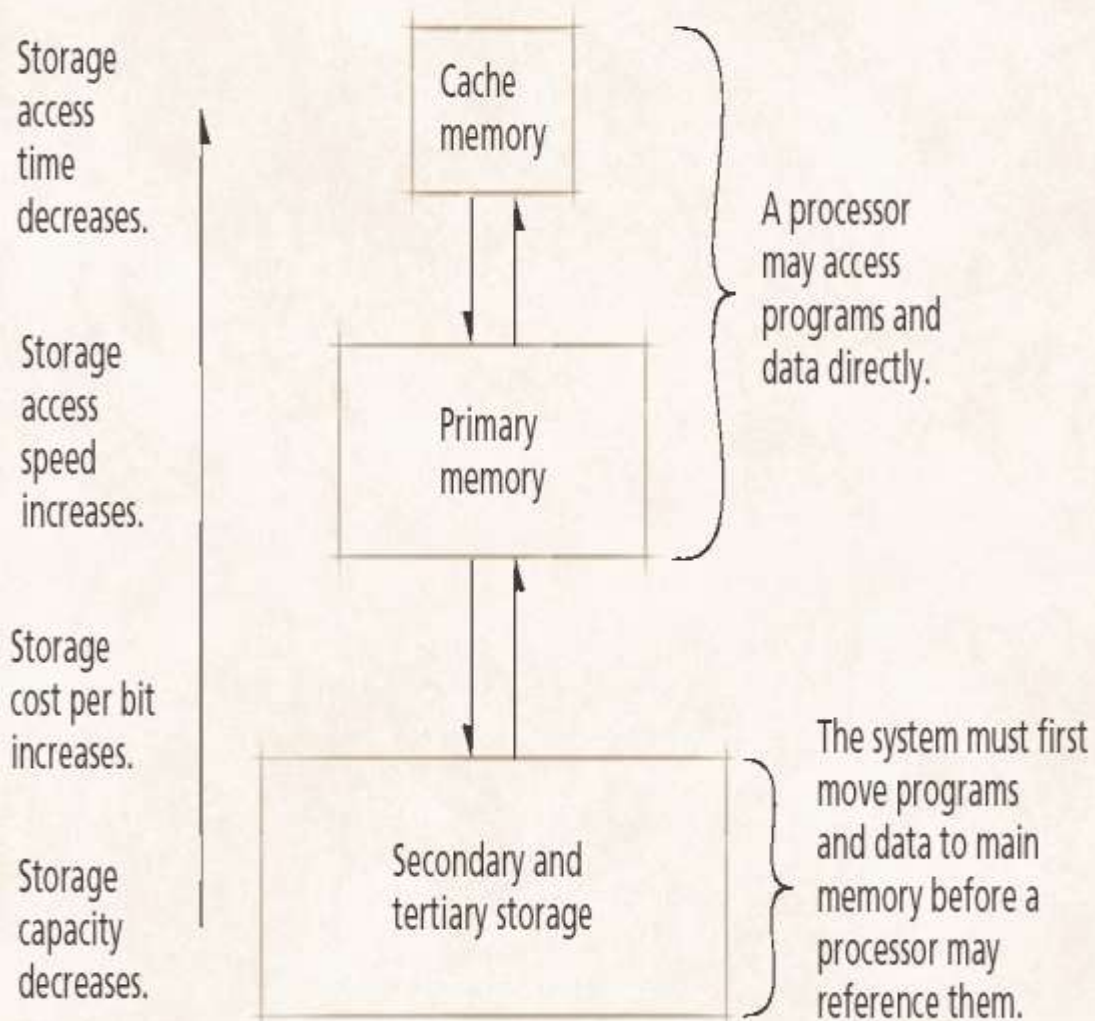 Storage
access
time
decreases.
Storage
access
speed
increases.
Storage
cost per bit
increases.
Storage
capacity
decreases.
Cache
memory
Primary
memory
Secondary and
tertiary storage
A processor
may access
programs and
data directly.
The system must first
move programs
and data to main
memory before a
processor may
reference them.